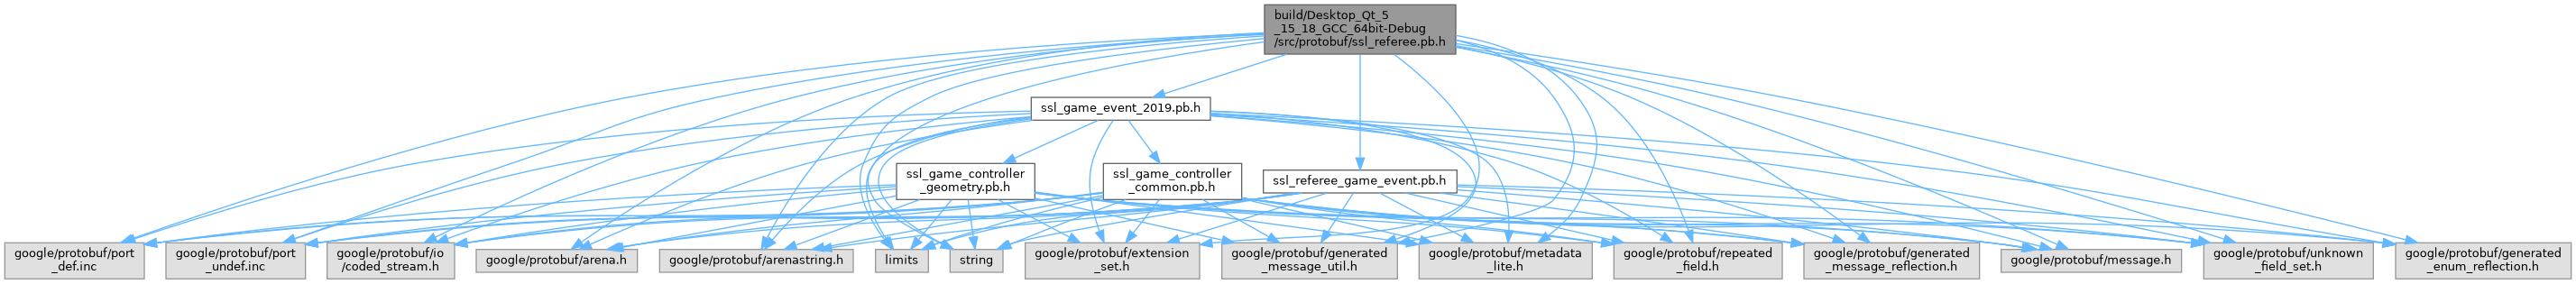 build/Desktop_Qt_5
_15_18_GCC_64bit-Debug
/src/protobuf/ssl_referee.pb.h
ssl_game_event_2019.pb.h
ssl_game_controller
_geometry.pb.h
ssl_game_controller
_common.pb.h
ssl_referee_game_event.pb.h
google/protobuf/port
_def.inc
google/protobuf/port
_undef.inc
google/protobuf/io
/coded_stream.h
google/protobuf/arena.h
google/protobuf/arenastring.h
limits
string
google/protobuf/extension
_set.h
google/protobuf/generated
_message_util.h
google/protobuf/metadata
_lite.h
google/protobuf/repeated
_field.h
google/protobuf/generated
_message_reflection.h
google/protobuf/message.h
google/protobuf/unknown
_field_set.h
google/protobuf/generated
_enum_reflection.h